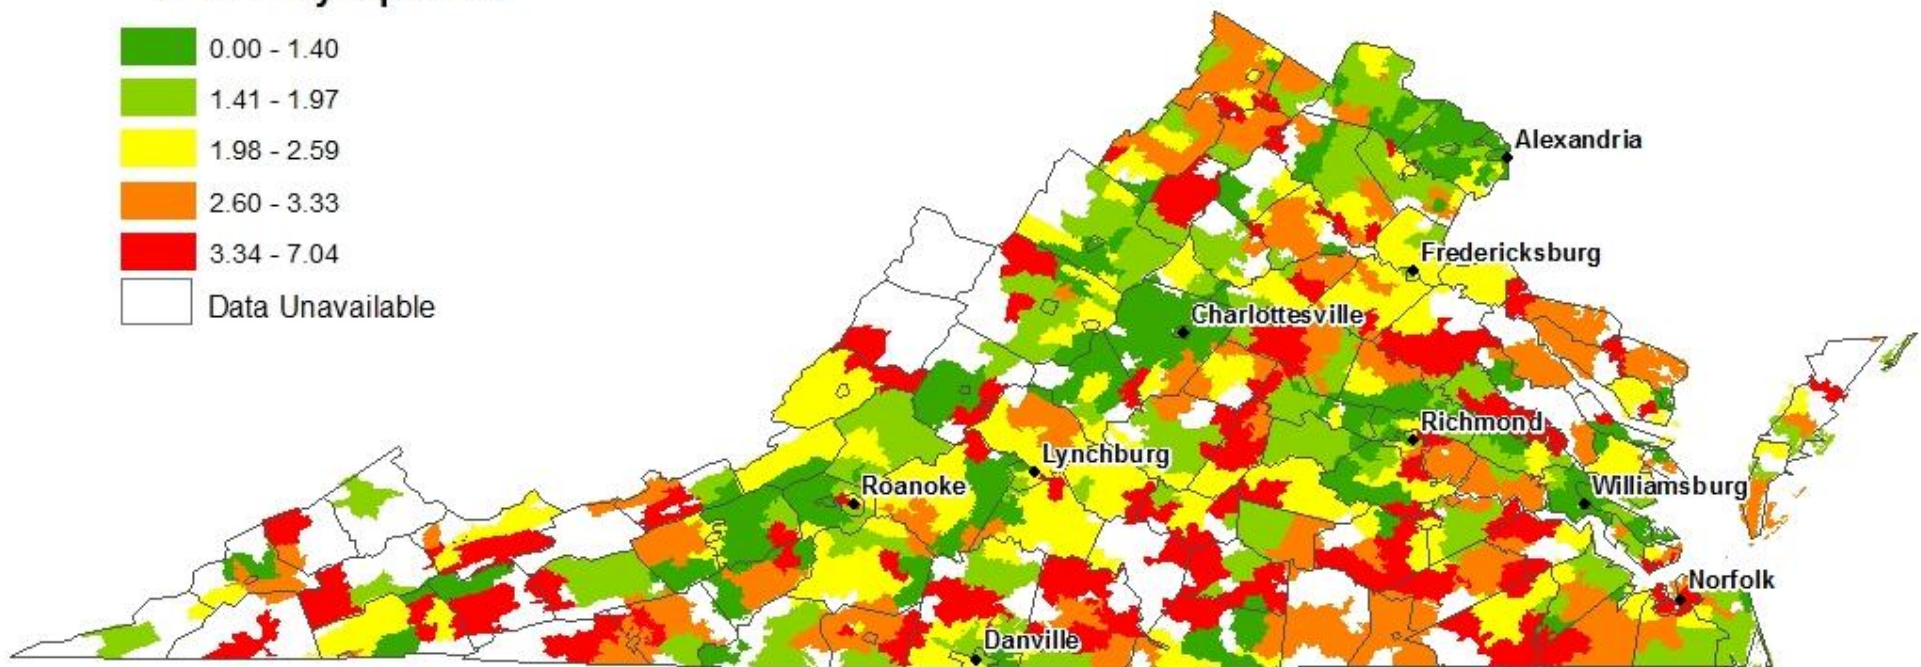 0.00 - 1.40
1.41 - 1.97
1.98 - 2.59
2.60 - 3.33
3.34 - 7.04
Data Unavailable
Alexandria
Fredericksburg
Charlottesville
Richmond
Lynchburg
Roanoke
Williamsburg
Norfolk
Danville